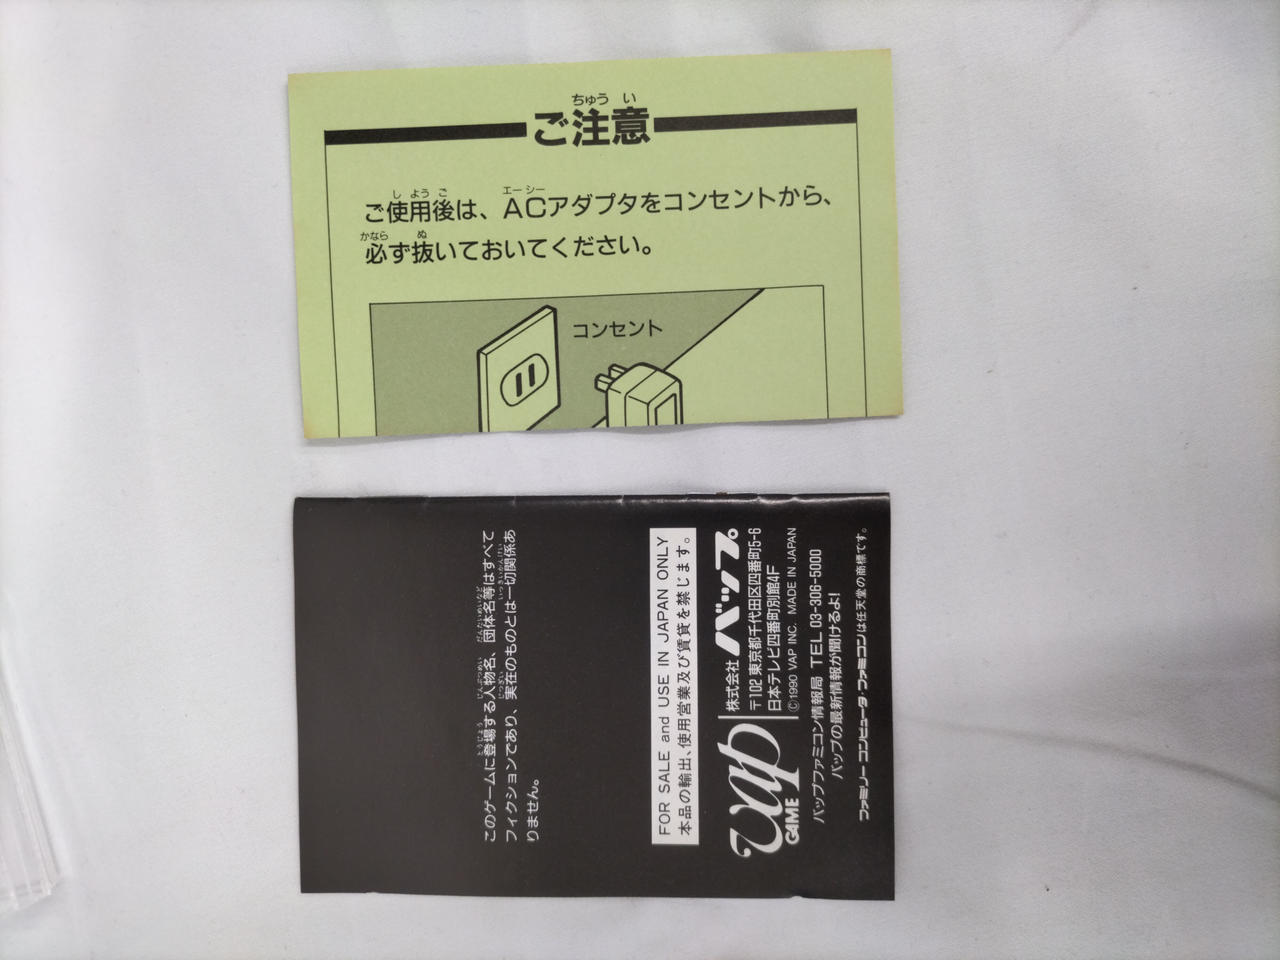 ご注意
ご使用後は、ACアダプタをコンセントから、
必ず抜いておいてください。
コンセント
このゲームに登場する人物名、団体名等はすべて
フィクションであり、実在のものとは一切関係あ
りません。
FOR SALE and USE IN JAPAN ONLY
本品の輸出、使用営業及び賃貸を禁じます。
vap
GAME
株式会社 バップ
〒102 東京都千代田区四番町5-6
日本テレビ四番町別館4F
©1990 VAP INC. MADE IN JAPAN
バップファミコン情報局 TEL 03-306-5000
バップの最新情報が聞けるよ!
ファミリーコンピュータ・ファミコンは任天堂の商標です。